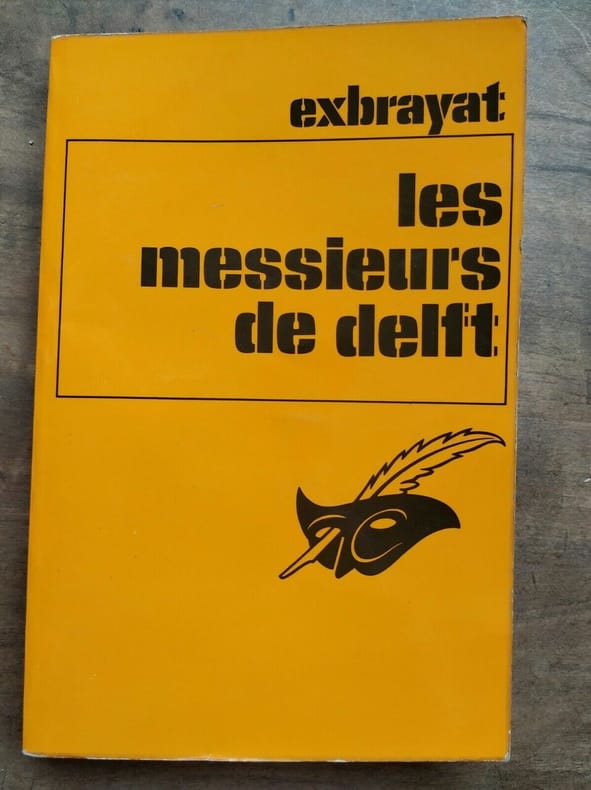 exbrayat
les
messieurs
de delft